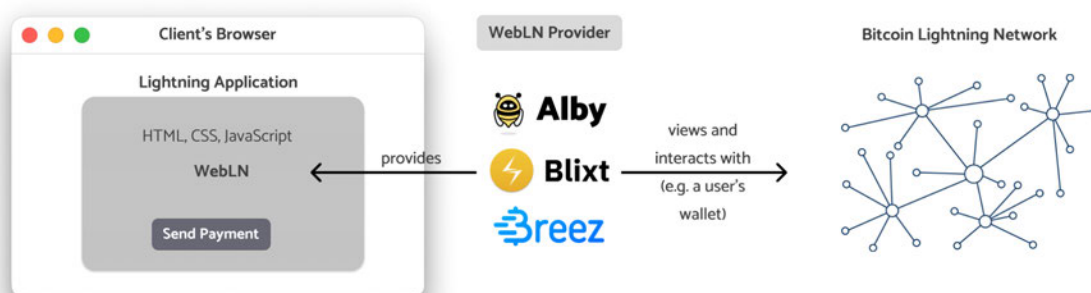 Client's Browser
Lightning Application
HTML, CSS, JavaScript
WebLN
Send Payment
provides
WebLN Provider
Alby
Blixt
Breez
views and
interacts with
(e.g. a user's
wallet)
Bitcoin Lightning Network